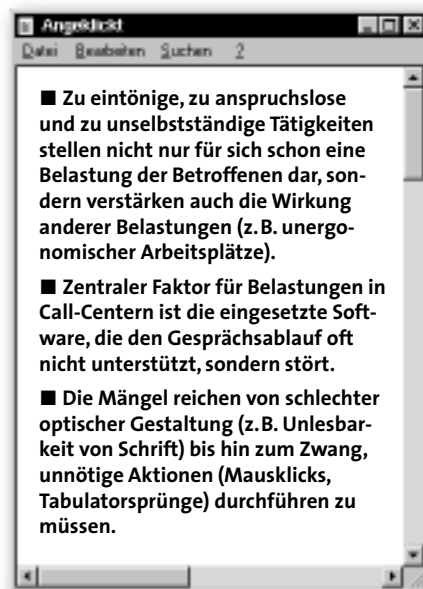 Angeklickt
Datei Bearbeiten Suchen ?
■ Zu eintönige, zu anspruchslose
und zu unselbstständige Tätigkeiten
stellen nicht nur für sich schon eine
Belastung der Betroffenen dar, son-
dern verstärken auch die Wirkung
anderer Belastungen (z. B. unergo-
nomischer Arbeitsplätze).
■ Zentraler Faktor für Belastungen in
Call-Centern ist die eingesetzte Soft-
ware, die den Gesprächsablauf oft
nicht unterstützt, sondern stört.
■ Die Mängel reichen von schlechter
optischer Gestaltung (z. B. Unlesbar-
keit von Schrift) bis hin zum Zwang,
unnötige Aktionen (Mausklicks,
Tabulatorsprünge) durchführen zu
müssen.